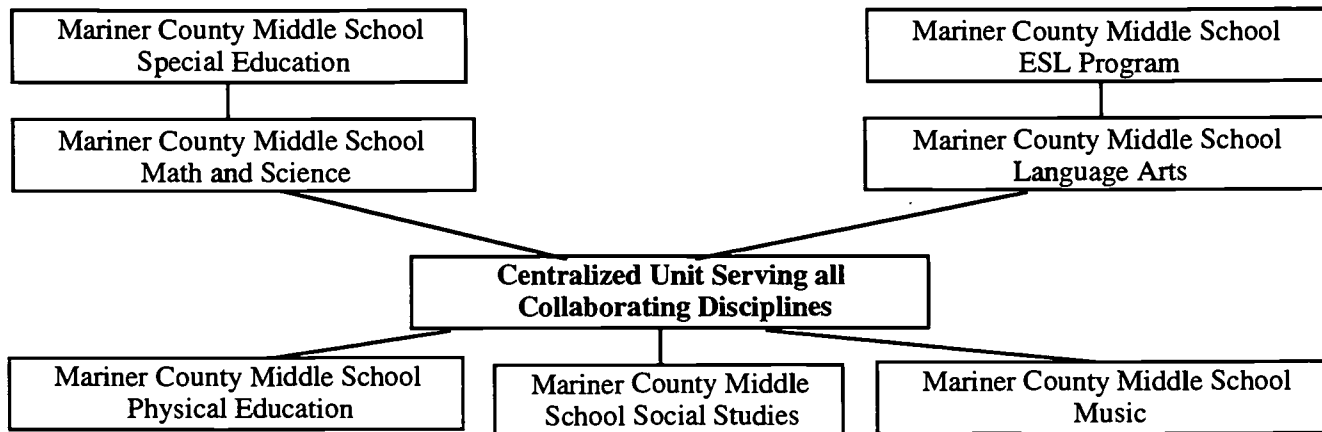 Mariner County Middle School
Special Education
Mariner County Middle School
ESL Program
Mariner County Middle School
Math and Science
Mariner County Middle School
Language Arts
Centralized Unit Serving all
Collaborating Disciplines
Mariner County Middle School
Physical Education
Mariner County Middle
School Social Studies
Mariner County Middle School
Music